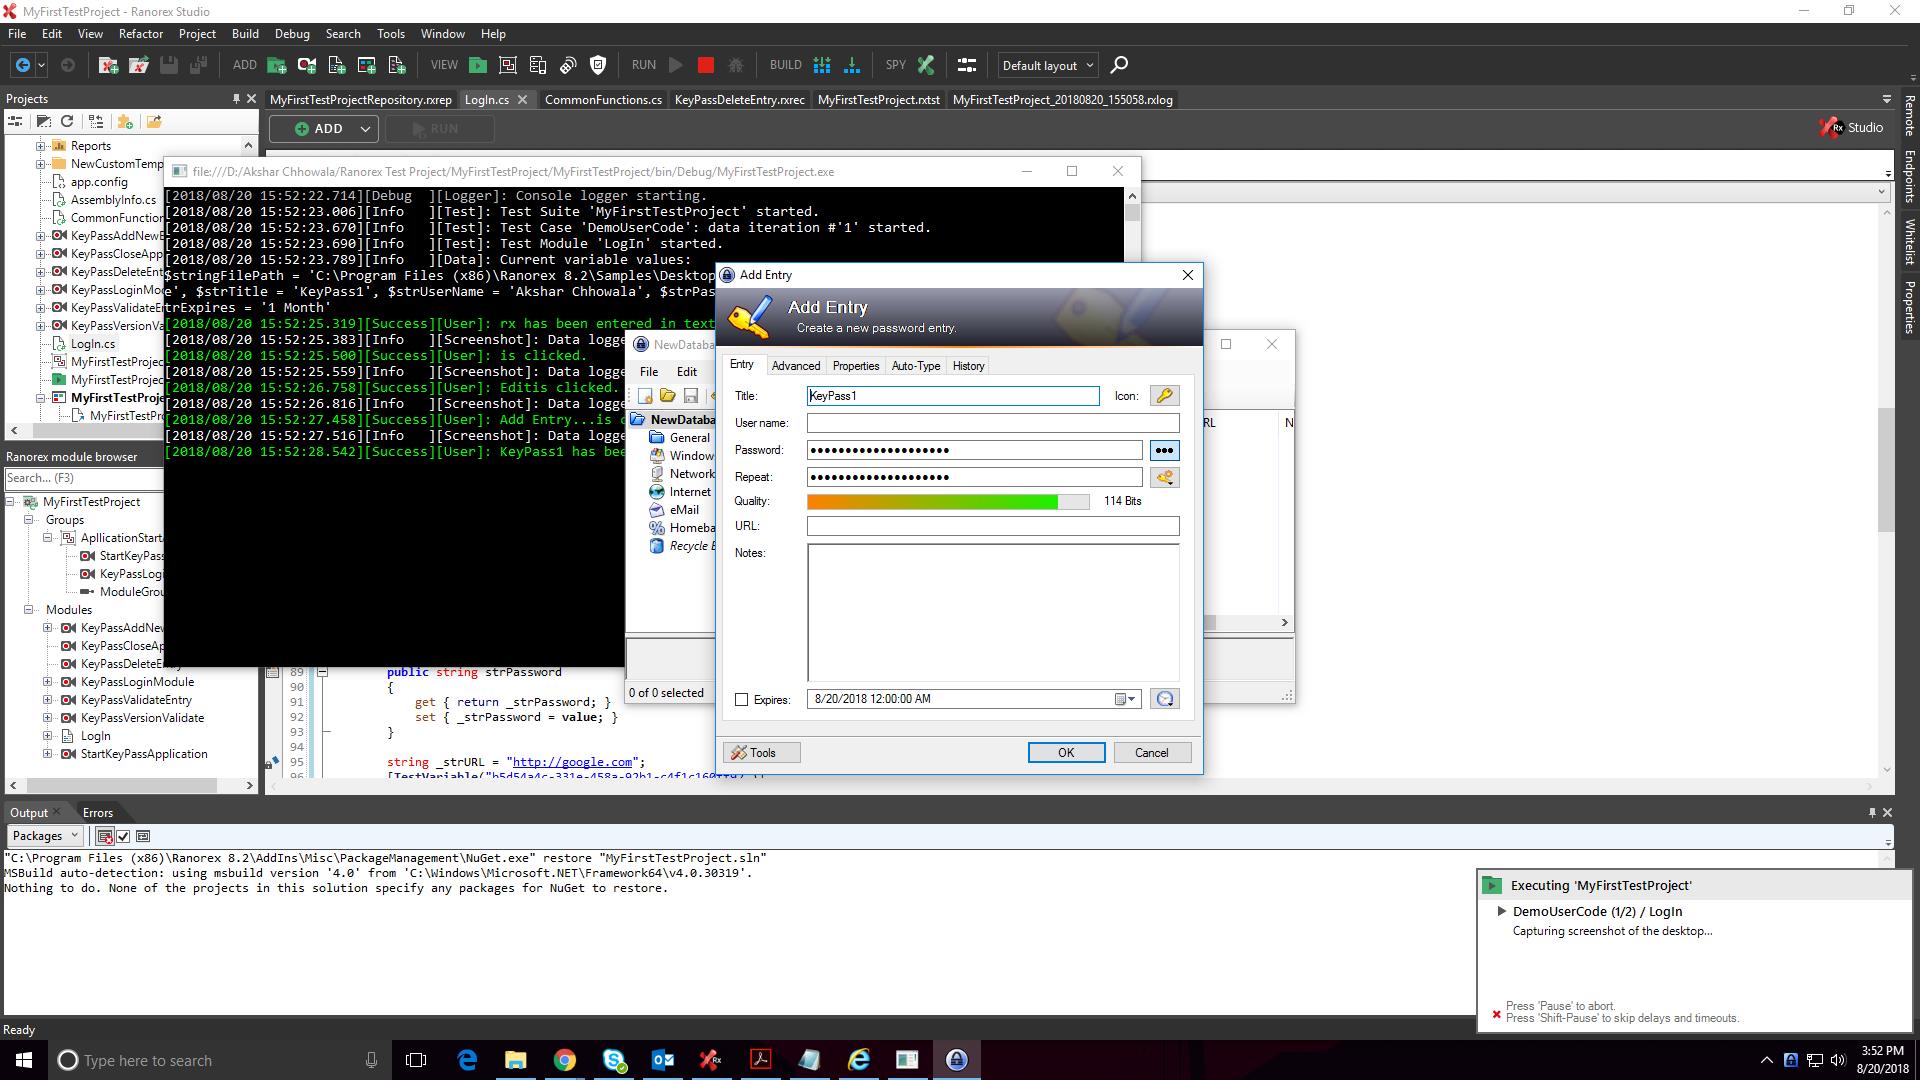 MyFirstTestProject - Ranorex Studio
File Edit View Refactor Project Build Debug Search Tools Window Help
ADD VIEW RUN BUILD SPY Default layout
Projects
MyFirstTestProjectRepository.rxrep LogIn.cs CommonFunctions.cs KeyPassDeleteEntry.rxrec MyFirstTestProject.rxtst MyFirstTestProject_20180820_155058.rxlog
ADD RUN
Rx Studio
Remote
Endpoints
Whitelist
Properties
Reports
NewCustomTemp
app.config
AssemblyInfo.cs
CommonFunction
KeyPassAddNewE
KeyPassCloseApp
KeyPassDeleteEnt
KeyPassLoginMod
KeyPassValidateE
KeyPassVersionVa
LogIn.cs
MyFirstTestProjec
MyFirstTestProjec
MyFirstTestProje
MyFirstTestPr
file:///D:/Akshar Chhowala/Ranorex Test Project/MyFirstTestProject/MyFirstTestProject/bin/Debug/MyFirstTestProject.exe
[2018/08/20 15:52:22.714][Debug  ][Logger]: Console logger starting.
[2018/08/20 15:52:23.006][Info   ][Test]: Test Suite 'MyFirstTestProject' started.
[2018/08/20 15:52:23.670][Info   ][Test]: Test Case 'DemoUserCode': data iteration #'1' started.
[2018/08/20 15:52:23.690][Info   ][Test]: Test Module 'LogIn' started.
[2018/08/20 15:52:23.789][Info   ][Data]: Current variable values:
$stringFilePath = 'C:\Program Files (x86)\Ranorex 8.2\Samples\Desktop
e', $strTitle = 'KeyPass1', $strUserName = 'Akshar Chhowala', $strPas
trExpires = '1 Month'
[2018/08/20 15:52:25.319][Success][User]: rx has been entered in text
[2018/08/20 15:52:25.383][Info   ][Screenshot]: Data logge
[2018/08/20 15:52:25.500][Success][User]: is clicked.
[2018/08/20 15:52:25.559][Info   ][Screenshot]: Data logge
[2018/08/20 15:52:26.758][Success][User]: Editis clicked.
[2018/08/20 15:52:26.816][Info   ][Screenshot]: Data logge
[2018/08/20 15:52:27.458][Success][User]: Add Entry...is c
[2018/08/20 15:52:27.516][Info   ][Screenshot]: Data logge
[2018/08/20 15:52:28.542][Success][User]: KeyPass1 has bee
NewDataba
File Edit
NewDataba
General
Window
Network
Internet
eMail
Homeba
Recycle B
RL N
0 of 0 selected
Add Entry
Add Entry
Create a new password entry.
Entry Advanced Properties Auto-Type History
Title: KeyPass1 Icon:
User name:
Password: ••••••••••••••••••••
Repeat: ••••••••••••••••••••
Quality: 114 Bits
URL:
Notes:
Expires: 8/20/2018 12:00:00 AM
Tools OK Cancel
Ranorex module browser
Search... (F3)
MyFirstTestProject
Groups
ApllicationStart
StartKeyPass
KeyPassLogi
ModuleGrou
Modules
KeyPassAddNew
KeyPassCloseAp
KeyPassDeleteEntry
KeyPassLoginModule
KeyPassValidateEntry
KeyPassVersionValidate
LogIn
StartKeyPassApplication
89 public string strPassword
90 {
91 get { return _strPassword; }
92 set { _strPassword = value; }
93 }
94
95 string _strURL = "http://google.com";
96
Output Errors
Packages
"C:\Program Files (x86)\Ranorex 8.2\AddIns\Misc\PackageManagement\NuGet.exe" restore "MyFirstTestProject.sln"
MSBuild auto-detection: using msbuild version '4.0' from 'C:\Windows\Microsoft.NET\Framework64\v4.0.30319'.
Nothing to do. None of the projects in this solution specify any packages for NuGet to restore.
Executing 'MyFirstTestProject'
DemoUserCode (1/2) / LogIn
Capturing screenshot of the desktop...
Press 'Pause' to abort.
Press 'Shift-Pause' to skip delays and timeouts.
Ready
Type here to search
3:52 PM
8/20/2018